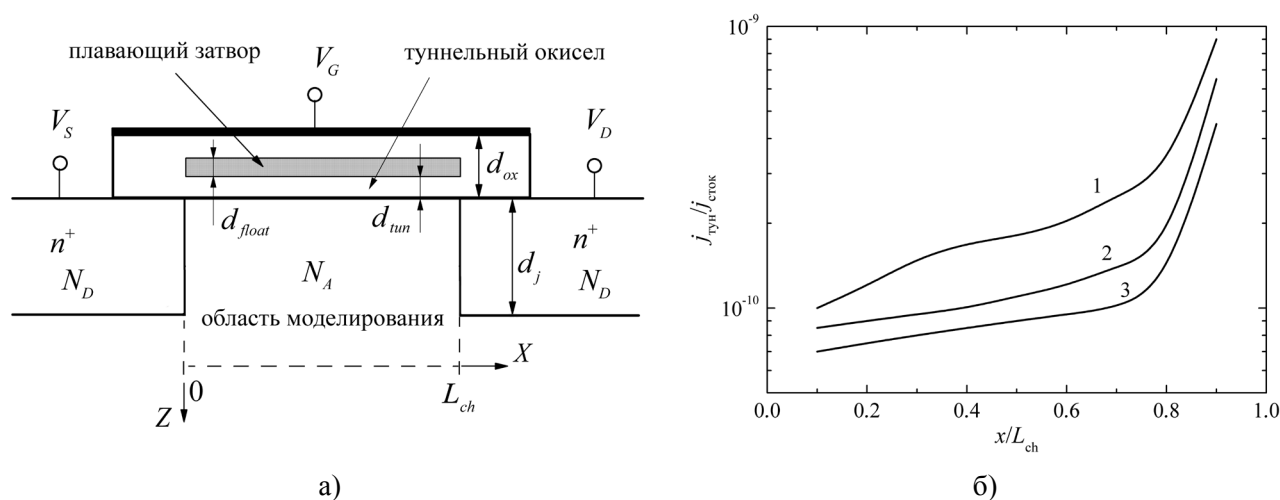 плавающий затвор
туннельный окисел
V_G
V_S
V_D
d_ox
d_float
d_tun
n⁺
N_D
N_A
d_j
n⁺
N_D
область моделирования
X
0
L_ch
Z
а)
10⁻⁹
10⁻¹⁰
j_тун/j_сток
1
2
3
0.0 0.2 0.4 0.6 0.8 1.0
x/L_ch
б)